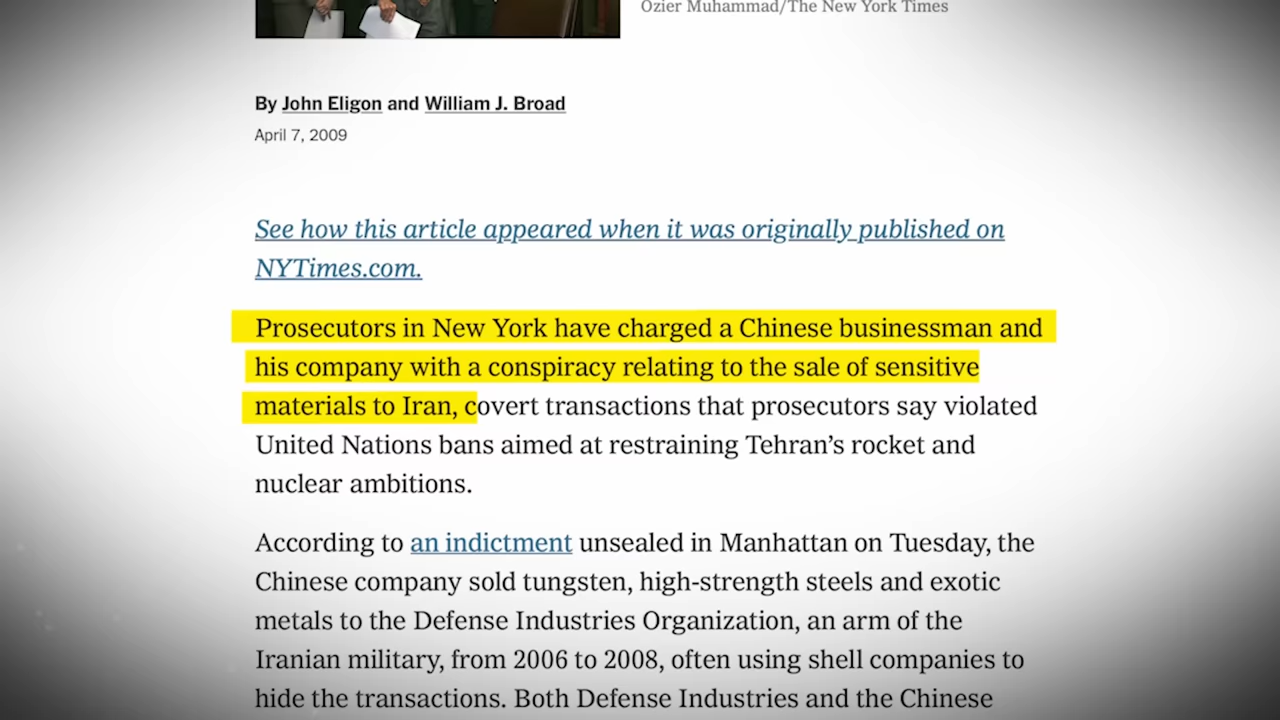 Ozier Muhammad/The New York Times
By John Eligon and William J. Broad
April 7, 2009
See how this article appeared when it was originally published on
NYTimes.com.
Prosecutors in New York have charged a Chinese businessman and
his company with a conspiracy relating to the sale of sensitive
materials to Iran, covert transactions that prosecutors say violated
United Nations bans aimed at restraining Tehran’s rocket and
nuclear ambitions.
According to an indictment unsealed in Manhattan on Tuesday, the
Chinese company sold tungsten, high-strength steels and exotic
metals to the Defense Industries Organization, an arm of the
Iranian military, from 2006 to 2008, often using shell companies to
hide the transactions. Both Defense Industries and the Chinese